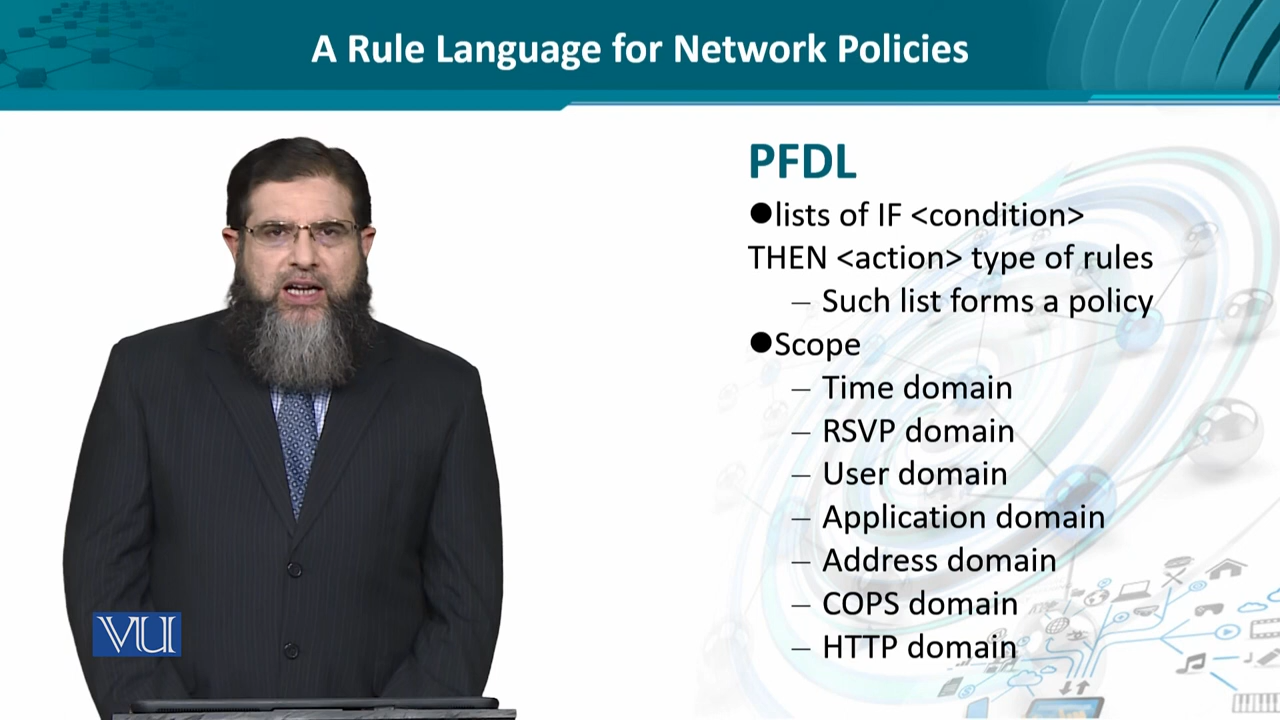 A Rule Language for Network Policies
PFDL
●lists of IF <condition>
THEN <action> type of rules
– Such list forms a policy
●Scope
– Time domain
– RSVP domain
– User domain
– Application domain
– Address domain
– COPS domain
– HTTP domain
VU